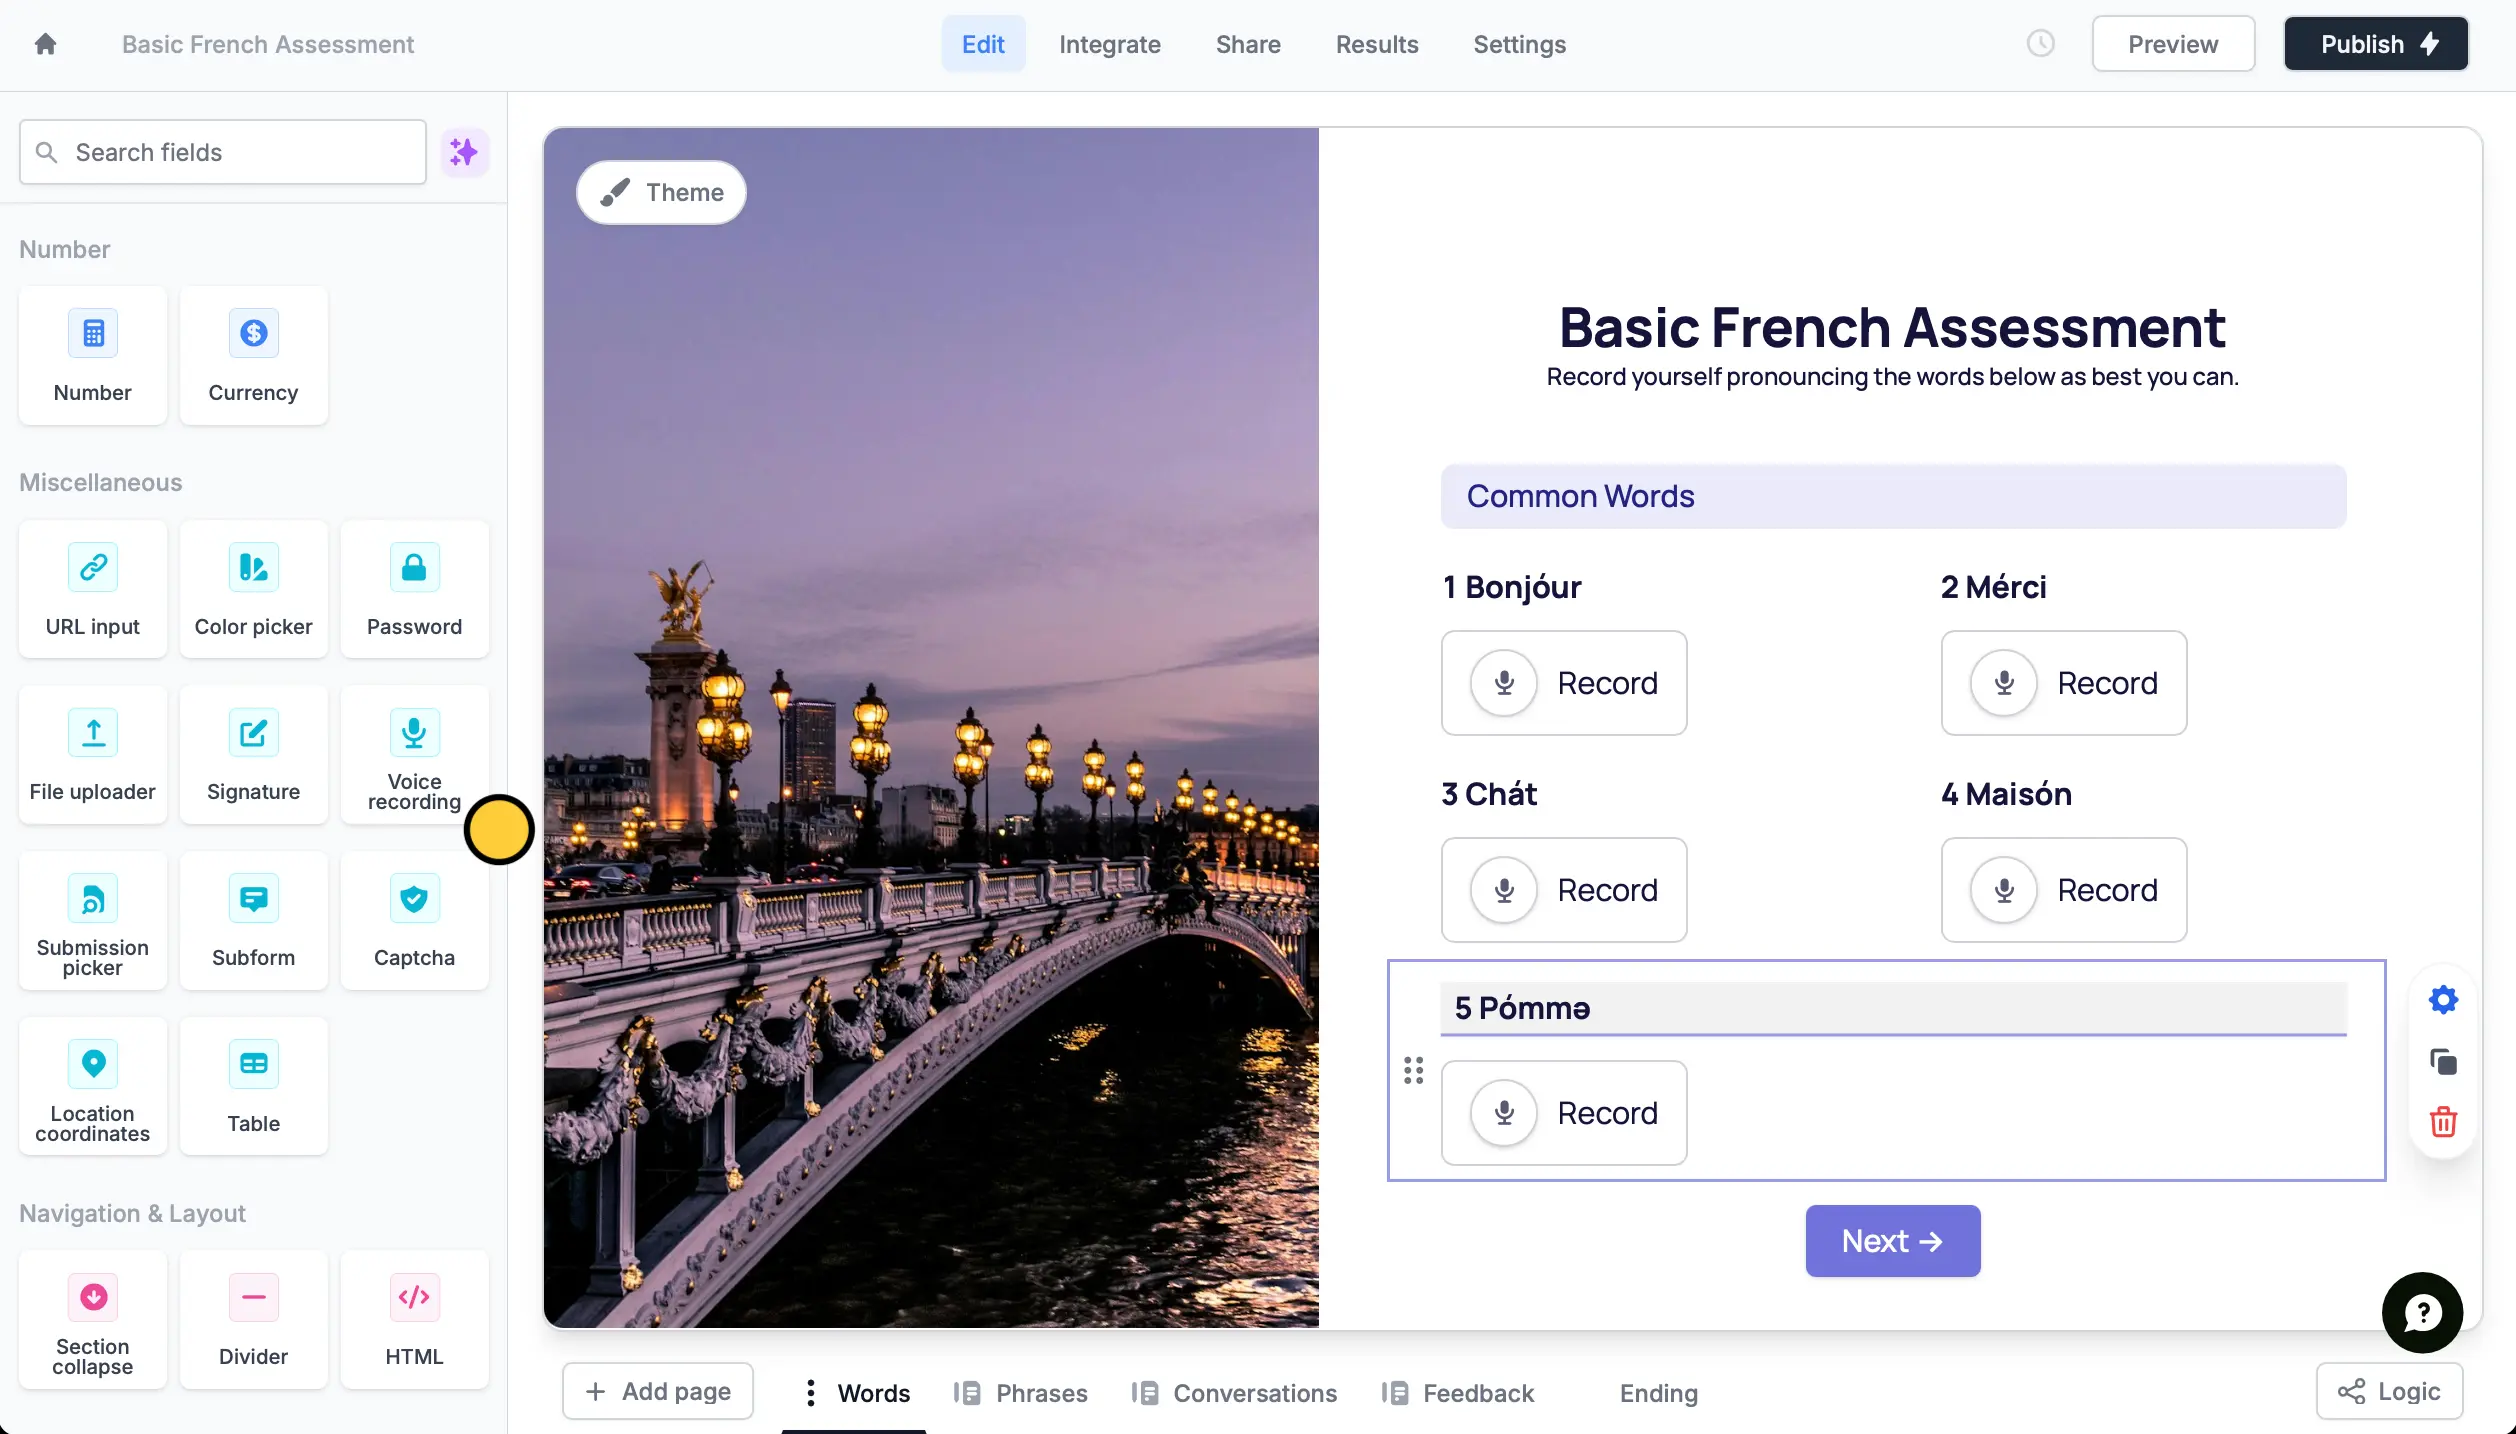 Basic French Assessment
Edit
Integrate
Share
Results
Settings
Preview
Publish
Search fields
Number
Number
Currency
Miscellaneous
URL input
Color picker
Password
File uploader
Signature
Voice
recording
Submission
picker
Subform
Captcha
Location
coordinates
Table
Navigation & Layout
Section
collapse
Divider
HTML
Theme
Basic French Assessment
Record yourself pronouncing the words below as best you can.
Common Words
1 Bonjóur
2 Mérci
Record
Record
3 Chát
4 Maisón
Record
Record
5 Pómmə
Record
Next →
+ Add page
Words
Phrases
Conversations
Feedback
Ending
Logic